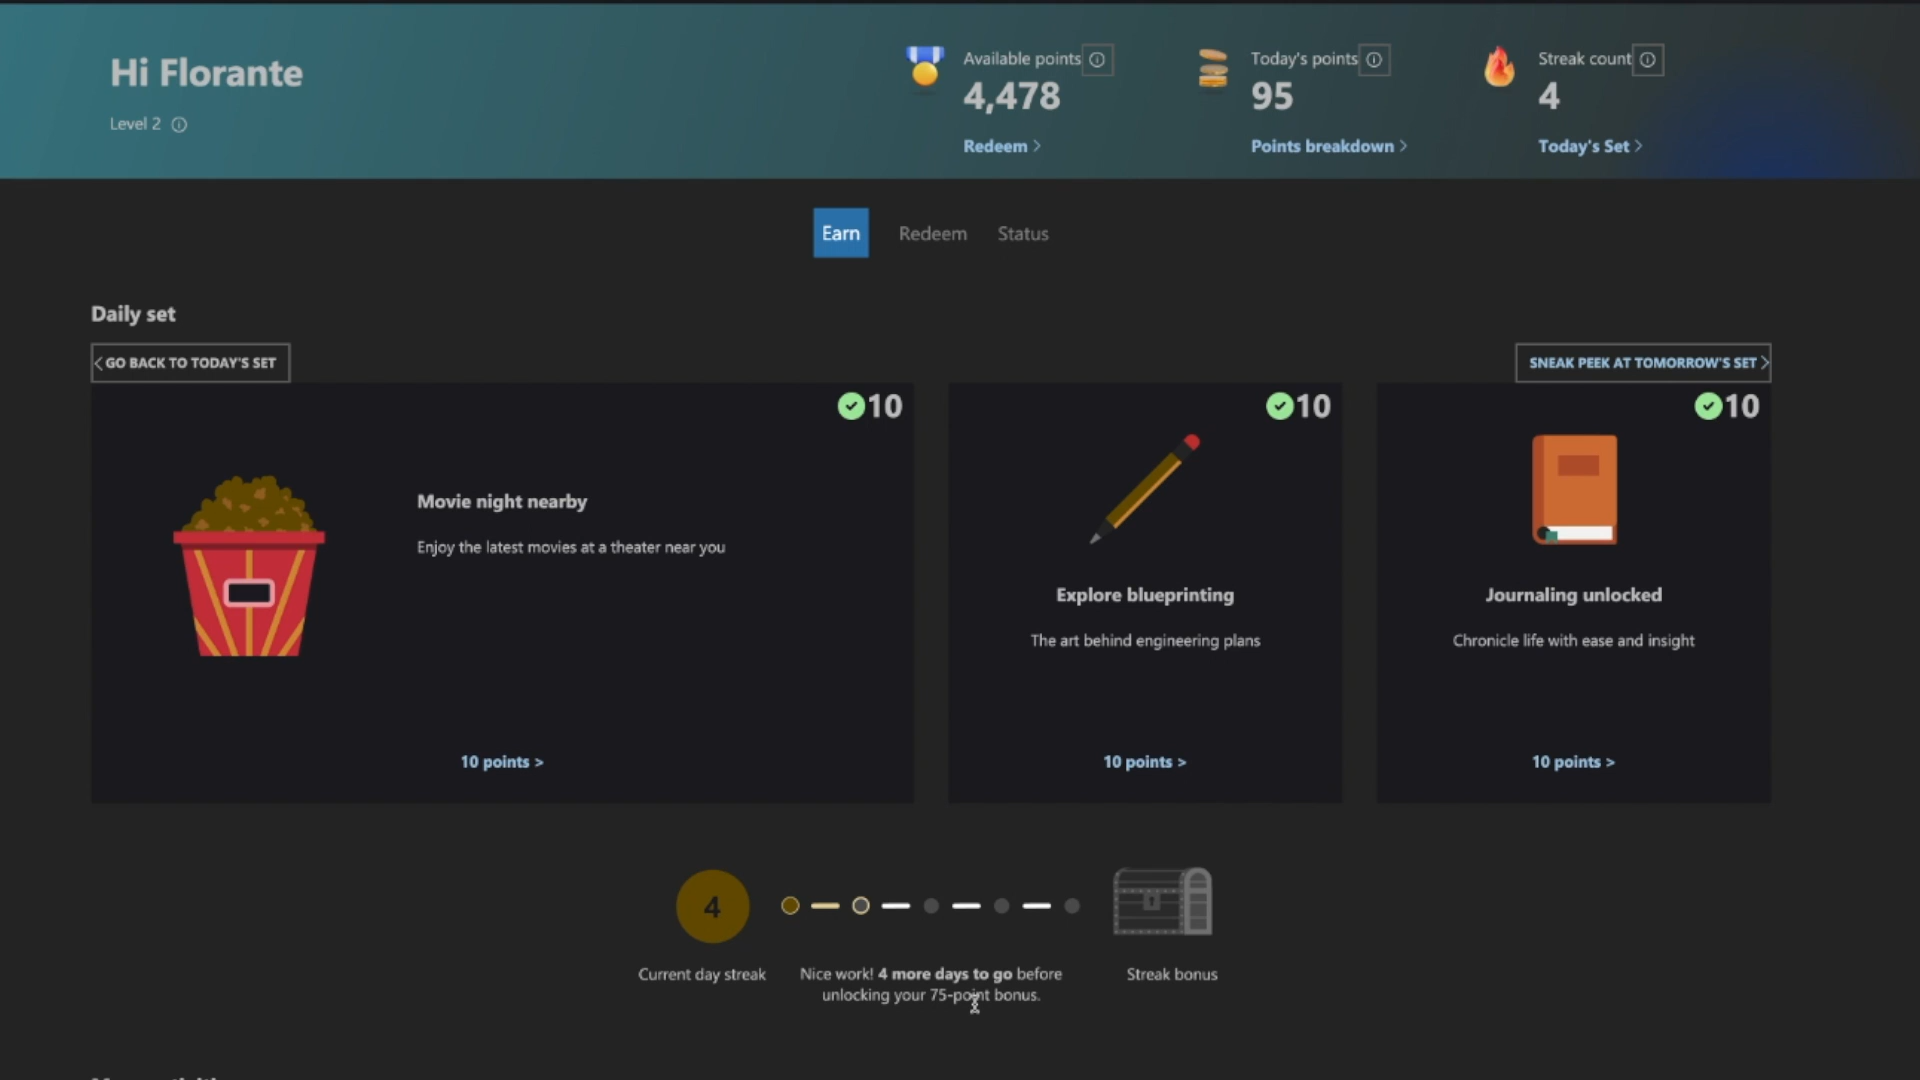 Hi Florante
Level 2
Available points
4,478
Redeem >
Today's points
95
Points breakdown >
Streak count
4
Today's Set >
Earn
Redeem
Status
Daily set
< GO BACK TO TODAY'S SET
SNEAK PEEK AT TOMORROW'S SET >
10
Movie night nearby
Enjoy the latest movies at a theater near you
10 points >
10
Explore blueprinting
The art behind engineering plans
10 points >
10
Journaling unlocked
Chronicle life with ease and insight
10 points >
4
Current day streak
Nice work! 4 more days to go before
unlocking your 75-point bonus.
Streak bonus